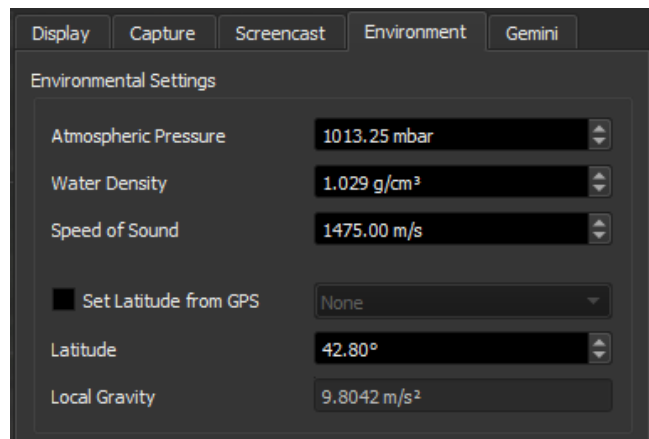 Display Capture Screencast Environment Gemini
Environmental Settings
Atmospheric Pressure 1013.25 mbar
Water Density 1.029 g/cm³
Speed of Sound 1475.00 m/s
Set Latitude from GPS None
Latitude 42.80°
Local Gravity 9.8042 m/s²